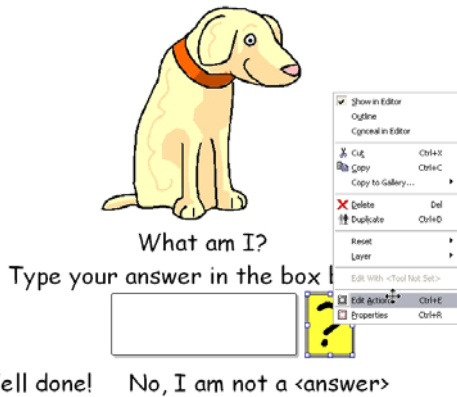 Show in Editor
Outline
Conceal in Editor
Cut Ctrl+X
Copy Ctrl+C
Copy to Gallery...
Delete Del
Duplicate Ctrl+D
Reset
Layer
Edit With <Tool Not Set>
Edit Actions Ctrl+E
Properties Ctrl+R
What am I?
Type your answer in the box
?
ell done! No, I am not a <answer>